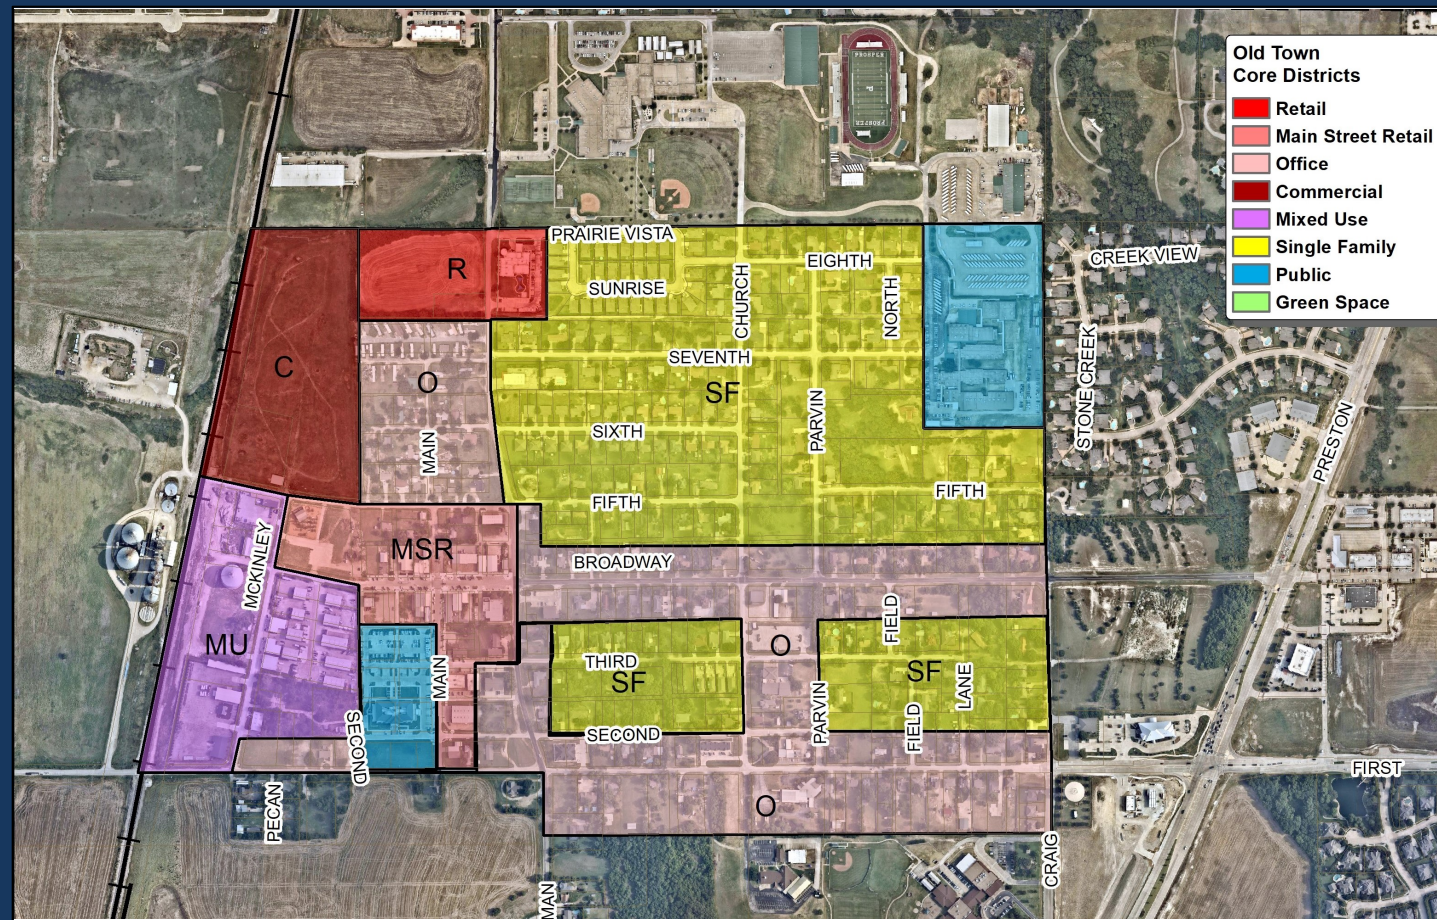 Old Town
Core Districts
Retail
Main Street Retail
Office
Commercial
Mixed Use
Single Family
Public
Green Space
PROSPER
P
PROSPER
PRAIRIE VISTA
EIGHTH
CREEK VIEW
R
SUNRISE
CHURCH
NORTH
SEVENTH
C
O
SF
STONE CREEK
MAIN
SIXTH
PARVIN
PRESTON
FIFTH
FIFTH
MCKINLEY
MSR
BROADWAY
FIELD
MU
O
THIRD
SF
SF
MAIN
LANE
PARVIN
FIELD
SECOND
SECOND
FIRST
PECAN
O
CRAIG
MAN